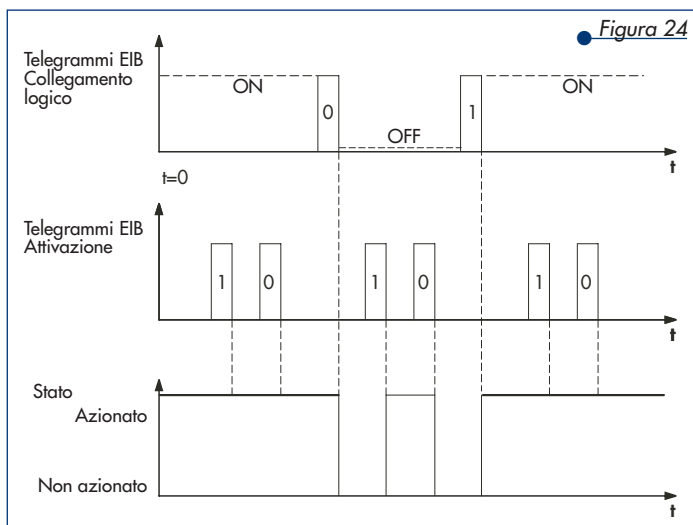 Figura 24
Telegrammi EIB
Collegamento
logico
ON
0
OFF
1
ON
t
t=0
Telegrammi EIB
Attivazione
1
0
1
0
1
0
t
Stato
Azionato
Non azionato
t